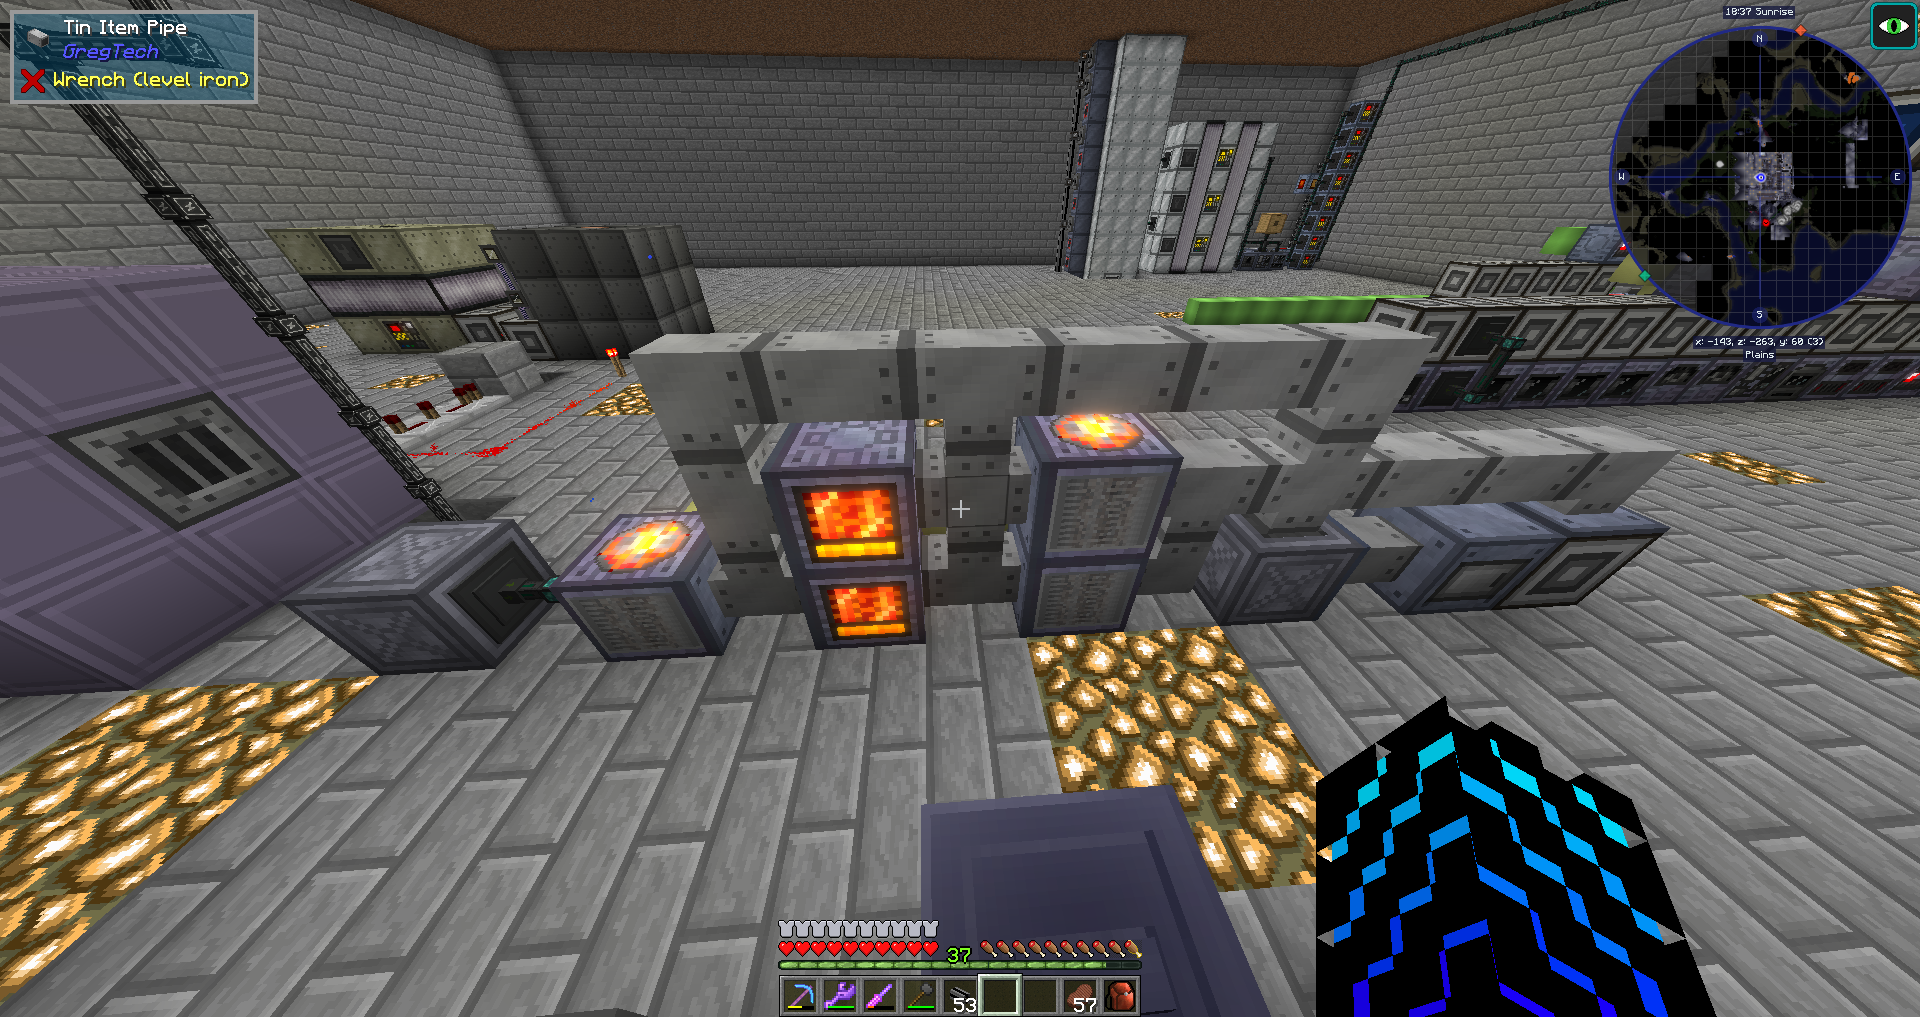 Tin Item Pipe
GregTech
Wrench (level iron)
18:37 Sunrise
N
W
E
S
x: -143, z: -263, y: 60 (3)
Plains
37
53
57